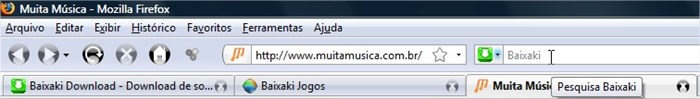 Muita Música - Mozilla Firefox
Arquivo Editar Exibir Histórico Favoritos Ferramentas Ajuda
http://www.muitamusica.com.br/ Baixaki
Baixaki Download - Download de so... Baixaki Jogos Muita Músic
Pesquisa Baixaki